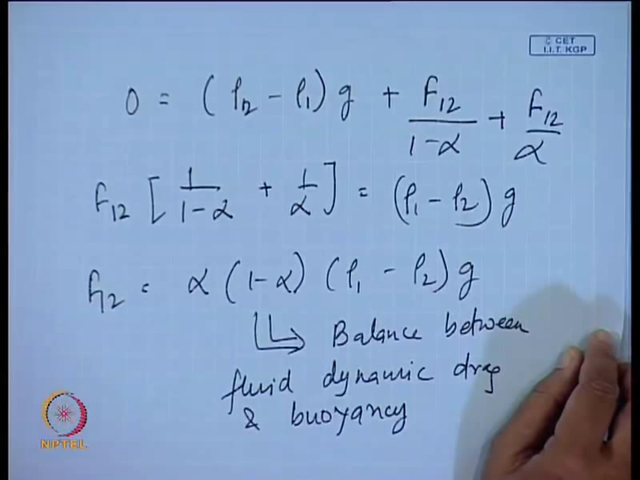 © CET
I.I.T. KGP
0 = (ρ2 - ρ1) g + F12/(1-α) + F12/α
F12 [1/(1-α) + 1/α] = (ρ1 - ρ2) g
F12 = α (1-α) (ρ1 - ρ2) g
Balance between
fluid dynamic drag
& buoyancy
NPTEL